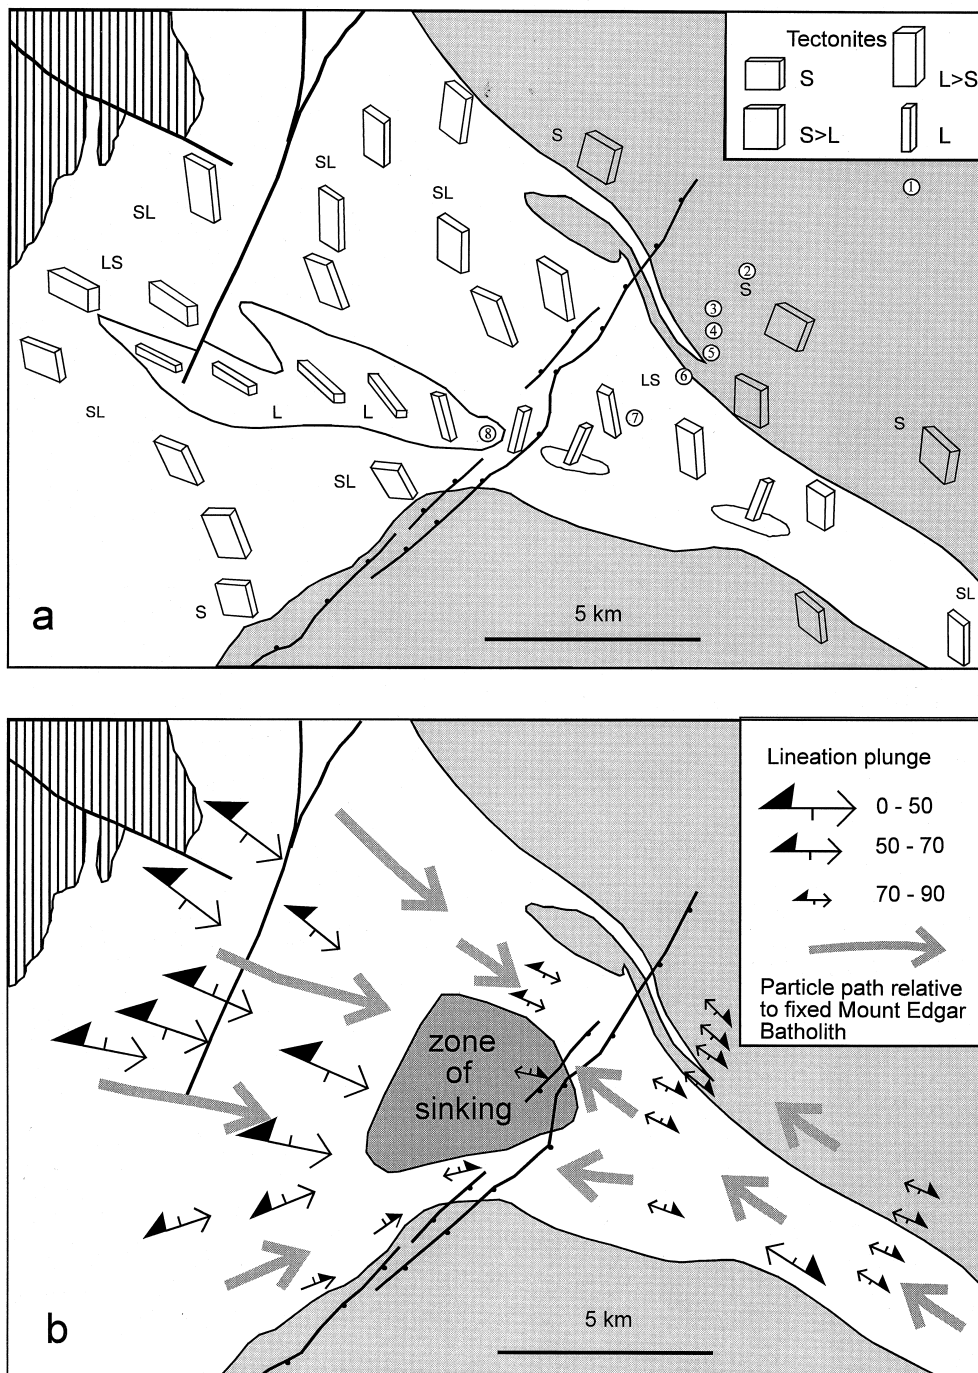 Tectonites
S
L>S
S>L
L
S
SL
SL
SL
1
LS
2
S
3
4
5
LS
6
SL
L
L
7
8
S
SL
S
SL
a
5 km
Lineation plunge
0 - 50
50 - 70
70 - 90
Particle path relative
to fixed Mount Edgar
Batholith
zone
of
sinking
b
5 km